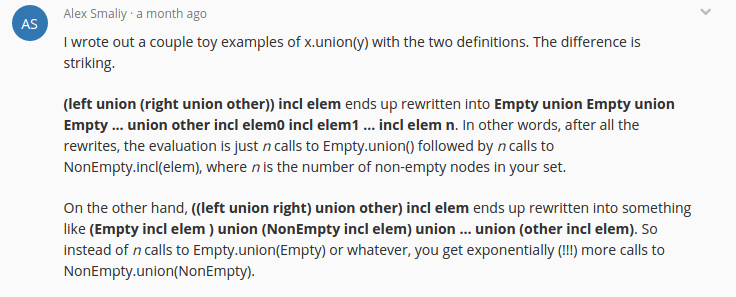 AS
Alex Smaliy · a month ago
I wrote out a couple toy examples of x.union(y) with the two definitions. The difference is
striking.
(left union (right union other)) incl elem ends up rewritten into Empty union Empty union
Empty ... union other incl elem0 incl elem1 ... incl elem n. In other words, after all the
rewrites, the evaluation is just n calls to Empty.union() followed by n calls to
NonEmpty.incl(elem), where n is the number of non-empty nodes in your set.
On the other hand, ((left union right) union other) incl elem ends up rewritten into something
like (Empty incl elem ) union (NonEmpty incl elem) union ... union (other incl elem). So
instead of n calls to Empty.union(Empty) or whatever, you get exponentially (!!!) more calls to
NonEmpty.union(NonEmpty).